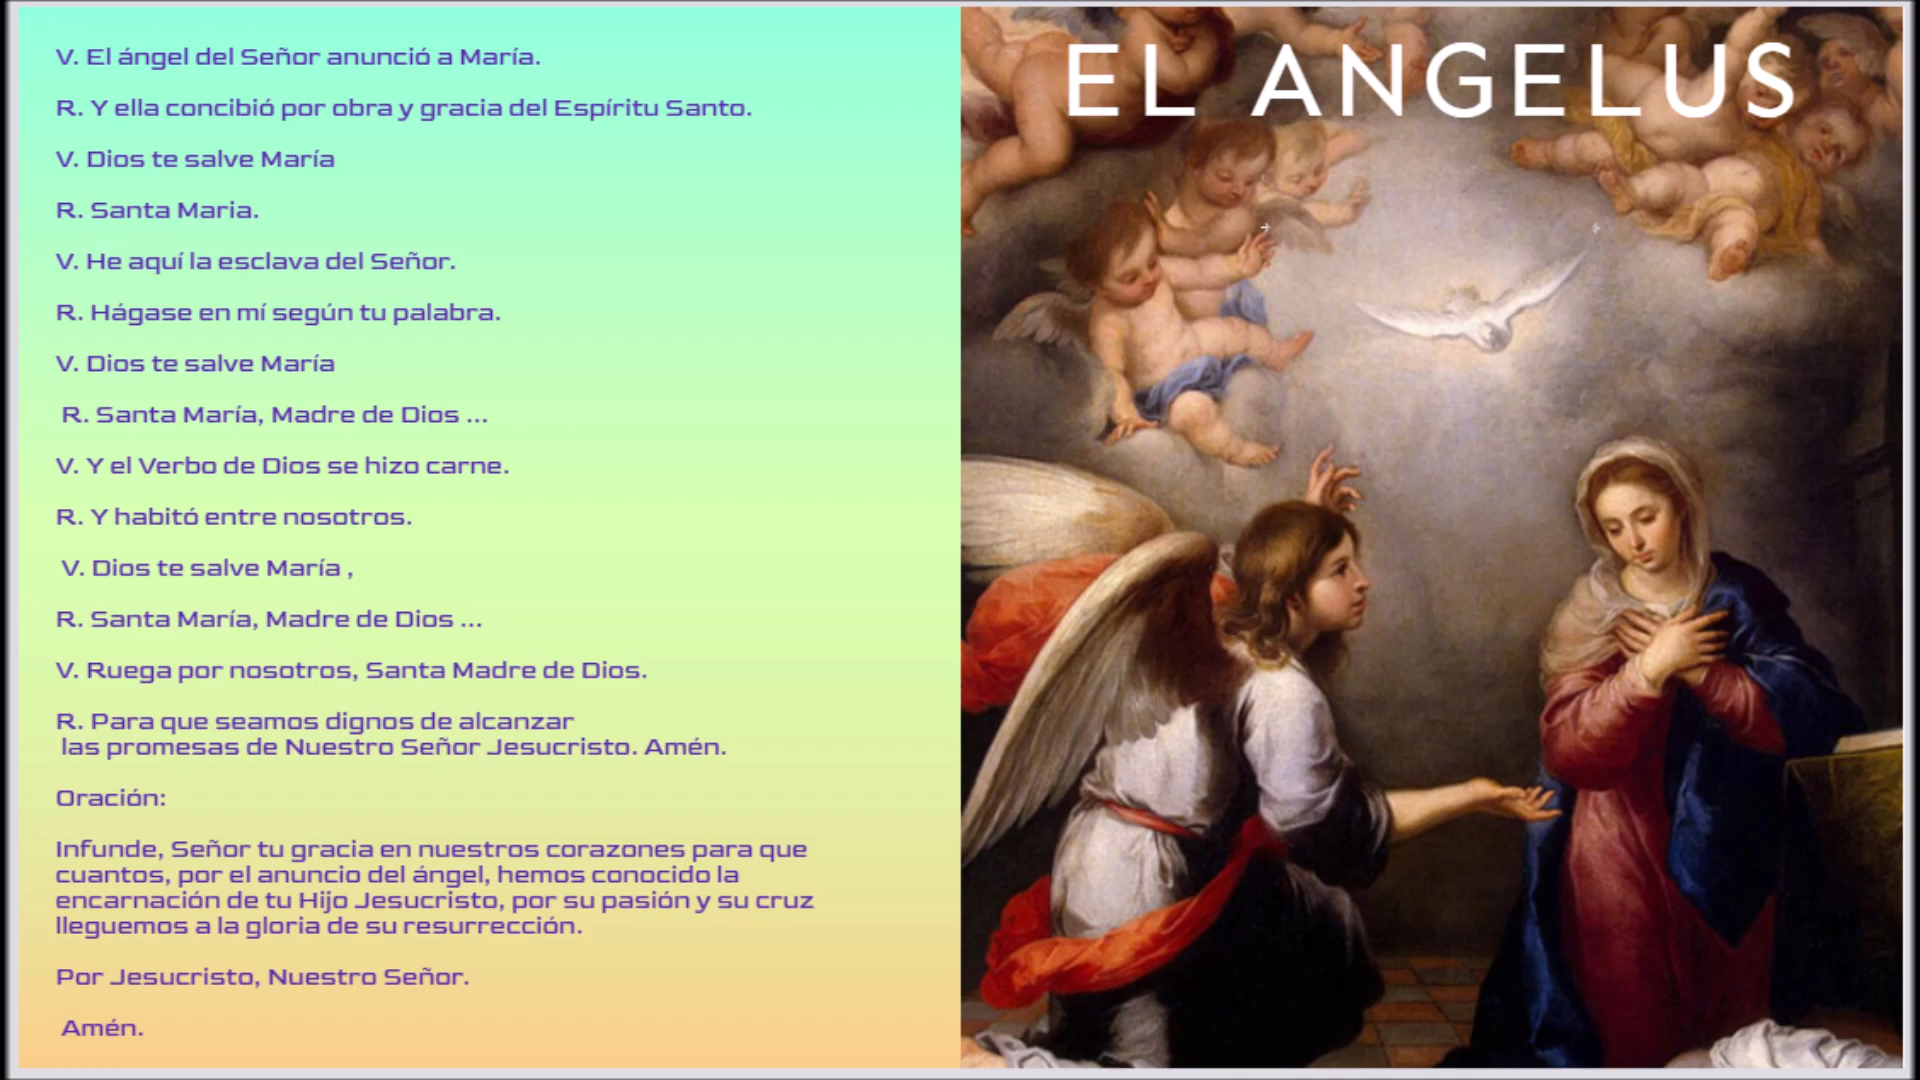 EL ANGELUS
V. El ángel del Señor anunció a María.
R. Y ella concibió por obra y gracia del Espíritu Santo.
V. Dios te salve María
R. Santa Maria.
V. He aquí la esclava del Señor.
R. Hágase en mí según tu palabra.
V. Dios te salve María
R. Santa María, Madre de Dios ...
V. Y el Verbo de Dios se hizo carne.
R. Y habitó entre nosotros.
V. Dios te salve María ,
R. Santa María, Madre de Dios ...
V. Ruega por nosotros, Santa Madre de Dios.
R. Para que seamos dignos de alcanzar
las promesas de Nuestro Señor Jesucristo. Amén.
Oración:
Infunde, Señor tu gracia en nuestros corazones para que
cuantos, por el anuncio del ángel, hemos conocido la
encarnación de tu Hijo Jesucristo, por su pasión y su cruz
lleguemos a la gloria de su resurrección.
Por Jesucristo, Nuestro Señor.
Amén.